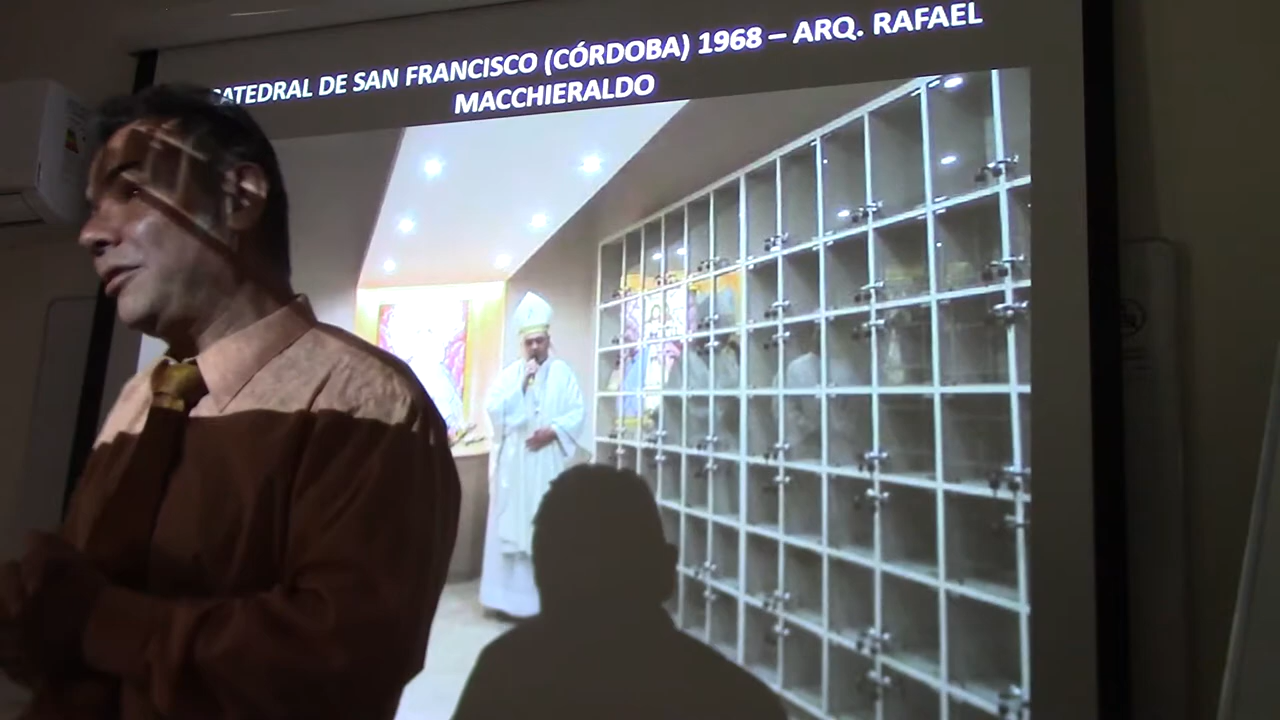 CATEDRAL DE SAN FRANCISCO (CÓRDOBA) 1968 – ARQ. RAFAEL
MACCHIERALDO